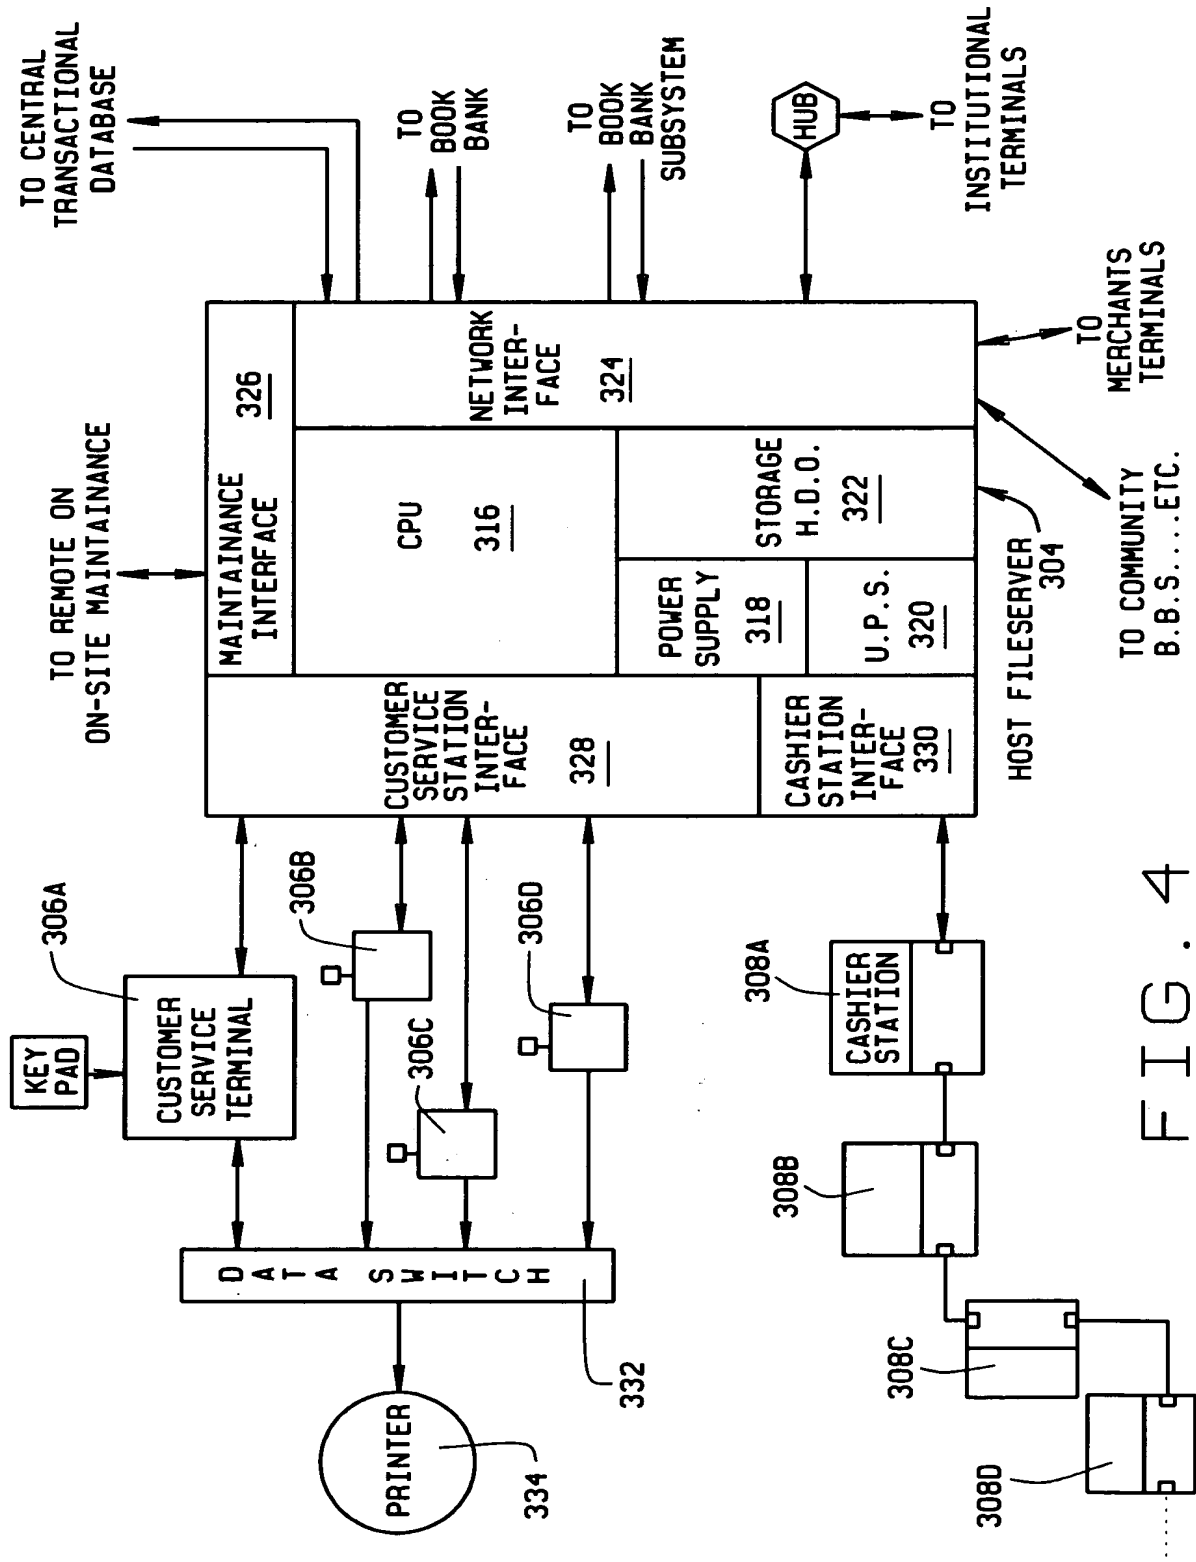 TO CENTRAL
TRANSACTIONAL
DATABASE
TO
BOOK
BANK
TO
BOOK
BANK
SUBSYSTEM
HUB
TO
INSTITUTIONAL
TERMINALS
TO REMOTE ON
ON-SITE MAINTAINANCE
MAINTAINANCE
INTERFACE
326
NETWORK
INTER-
FACE
324
CPU
316
STORAGE
H.D.O.
322
POWER
SUPPLY
318
U.P.S.
320
CUSTOMER
SERVICE
STATION
INTER-
FACE
328
CASHIER
STATION
INTER-
FACE
330
HOST FILESERVER
304
TO
MERCHANTS
TERMINALS
TO COMMUNITY
B.B.S....ETC.
306A
KEY
PAD
CUSTOMER
SERVICE
TERMINAL
306B
306C
306D
DATA SWITCH
332
PRINTER
334
308A
CASHIER
STATION
308B
308C
308D
FIG. 4